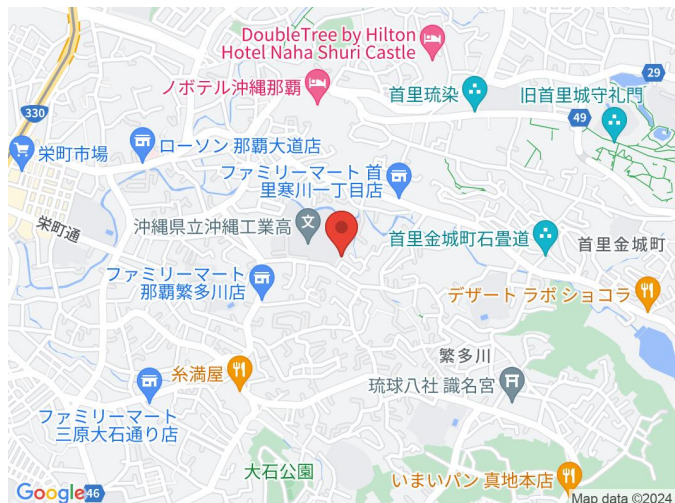 DoubleTree by Hilton
Hotel Naha Shuri Castle
29
ノボテル沖縄那覇
首里琉染
旧首里城守礼門
330
49
ローソン 那覇大道店
栄町市場
ファミリーマート 首
里寒川一丁目店
沖縄県立沖縄工業高
文
栄町通
首里金城町石畳道
首里金城町
ファミリーマート
那覇繁多川店
デザート ラボ ショコラ
繁多川
糸満屋
琉球八社 識名宮
ファミリーマート
三原大石通り店
大石公園
いまいパン 真地本店
Google
46
Map data ©2024